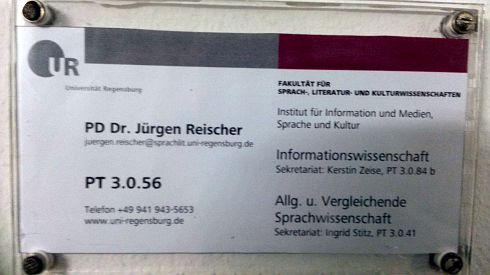 UR
Universität Regensburg
PD Dr. Jürgen Reischer
juergen.reischer@sprachlit.uni-regensburg.de
PT 3.0.56
Telefon +49 941 943-5653
www.uni-regensburg.de
FAKULTÄT FÜR
SPRACH-, LITERATUR- UND KULTURWISSENSCHAFTEN
Institut für Information und Medien,
Sprache und Kultur
Informationswissenschaft
Sekretariat: Kerstin Zeise, PT 3.0.84 b
Allg. u. Vergleichende
Sprachwissenschaft
Sekretariat: Ingrid Stitz, PT 3.0.41